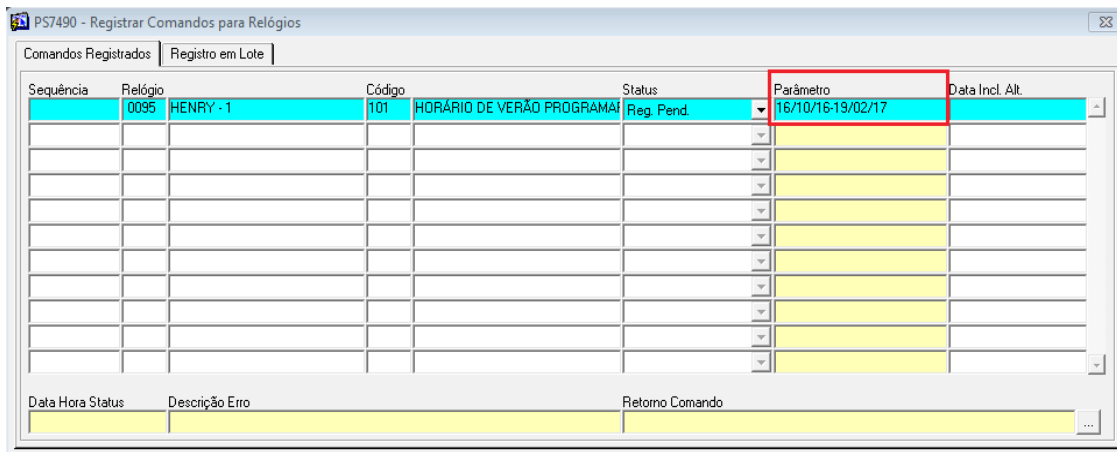 PS7490 - Registrar Comandos para Relógios
Comandos Registrados Registro em Lote
Sequência Relógio Código Status Parâmetro Data Incl. Alt.
0095 HENRY - 1 101 HORÁRIO DE VERÃO PROGRAMAR Reg. Pend. 16/10/16-19/02/17
Data Hora Status Descrição Erro Retorno Comando
...